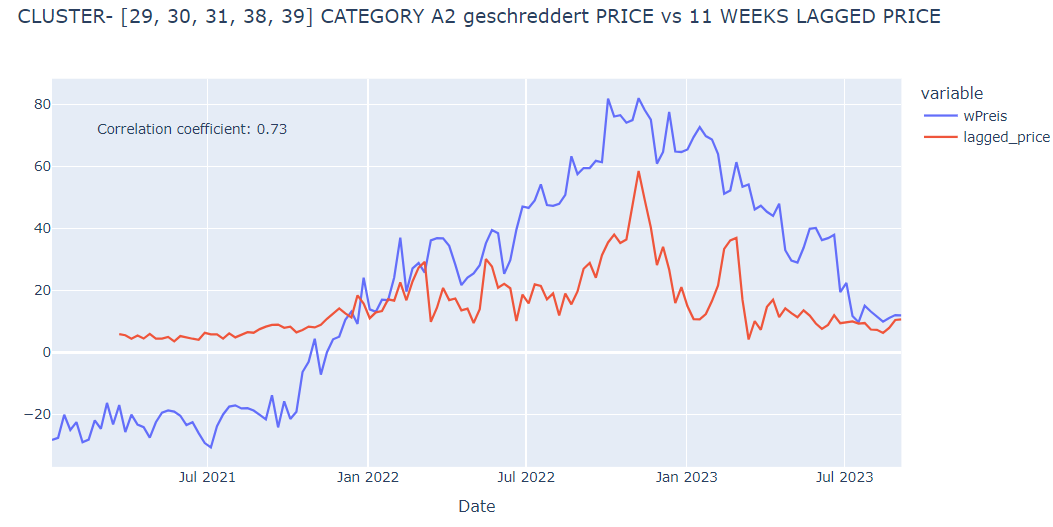 CLUSTER- [29, 30, 31, 38, 39] CATEGORY A2 geschreddert PRICE vs 11 WEEKS LAGGED PRICE
variable
wPreis
lagged_price
Correlation coefficient: 0.73
80
60
40
20
0
−20
Jul 2021
Jan 2022
Jul 2022
Jan 2023
Jul 2023
Date